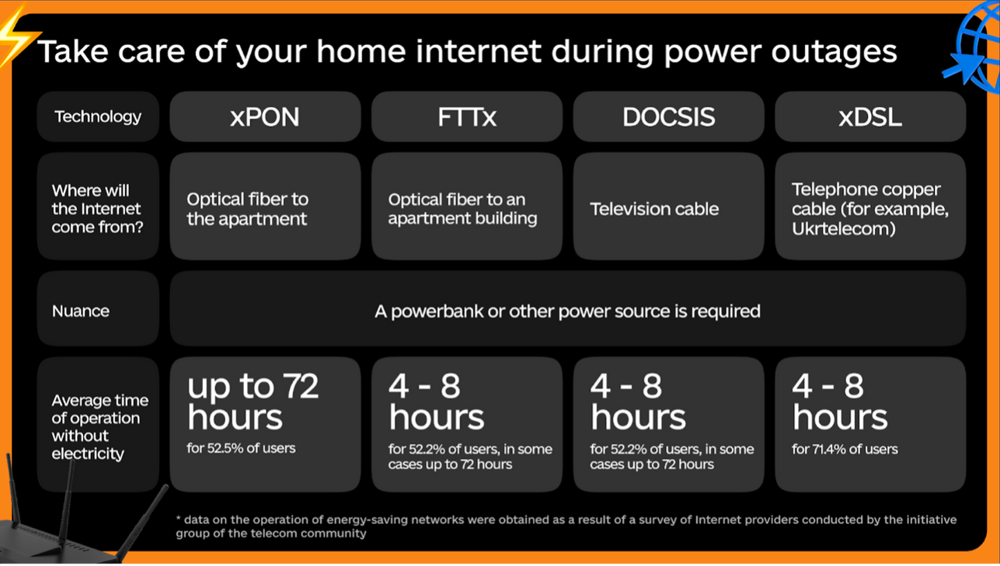 Take care of your home internet during power outages
Technology
xPON
FTTx
DOCSIS
xDSL
Where will
the Internet
come from?
Optical fiber to
the apartment
Optical fiber to an
apartment building
Television cable
Telephone copper
cable (for example,
Ukrtelecom)
Nuance
A powerbank or other power source is required
Average time
of operation
without
electricity
up to 72
hours
for 52.5% of users
4 - 8
hours
for 52.2% of users, in some
cases up to 72 hours
4 - 8
hours
for 52.2% of users, in some
cases up to 72 hours
4 - 8
hours
for 71.4% of users
* data on the operation of energy-saving networks were obtained as a result of a survey of Internet providers conducted by the initiative
group of the telecom community